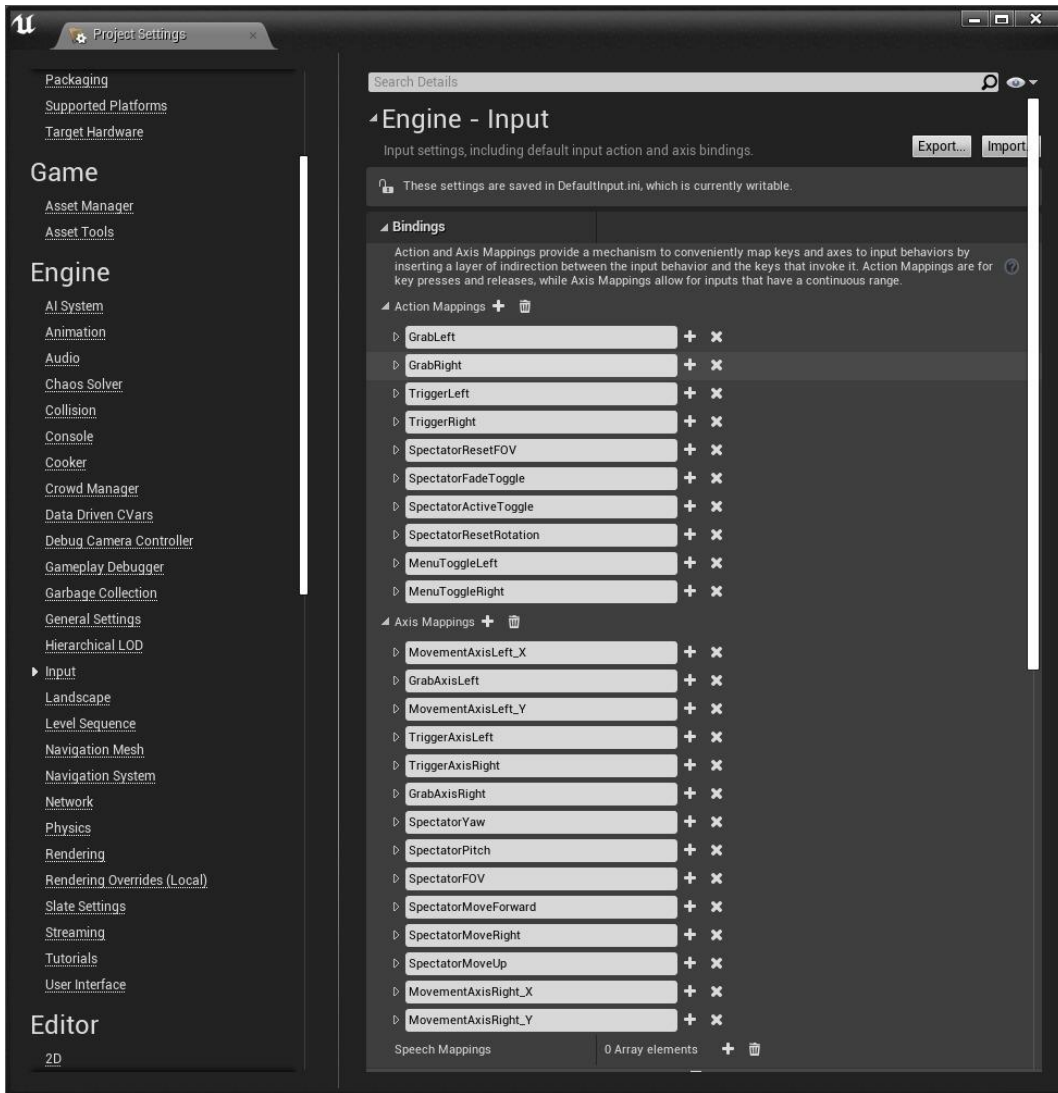 Project Settings
Packaging
Supported Platforms
Target Hardware
Game
Asset Manager
Asset Tools
Engine
AI System
Animation
Audio
Chaos Solver
Collision
Console
Cooker
Crowd Manager
Data Driven CVars
Debug Camera Controller
Gameplay Debugger
Garbage Collection
General Settings
Hierarchical LOD
Input
Landscape
Level Sequence
Navigation Mesh
Navigation System
Network
Physics
Rendering
Rendering Overrides (Local)
Slate Settings
Streaming
Tutorials
User Interface
Editor
2D
Search Details
Engine - Input
Input settings, including default input action and axis bindings.
Export...
Import.
These settings are saved in DefaultInput.ini, which is currently writable.
Bindings
Action and Axis Mappings provide a mechanism to conveniently map keys and axes to input behaviors by
inserting a layer of indirection between the input behavior and the keys that invoke it. Action Mappings are for
key presses and releases, while Axis Mappings allow for inputs that have a continuous range.
Action Mappings
GrabLeft
GrabRight
TriggerLeft
TriggerRight
SpectatorResetFOV
SpectatorFadeToggle
SpectatorActiveToggle
SpectatorResetRotation
MenuToggleLeft
MenuToggleRight
Axis Mappings
MovementAxisLeft_X
GrabAxisLeft
MovementAxisLeft_Y
TriggerAxisLeft
TriggerAxisRight
GrabAxisRight
SpectatorYaw
SpectatorPitch
SpectatorFOV
SpectatorMoveForward
SpectatorMoveRight
SpectatorMoveUp
MovementAxisRight_X
MovementAxisRight_Y
Speech Mappings 0 Array elements